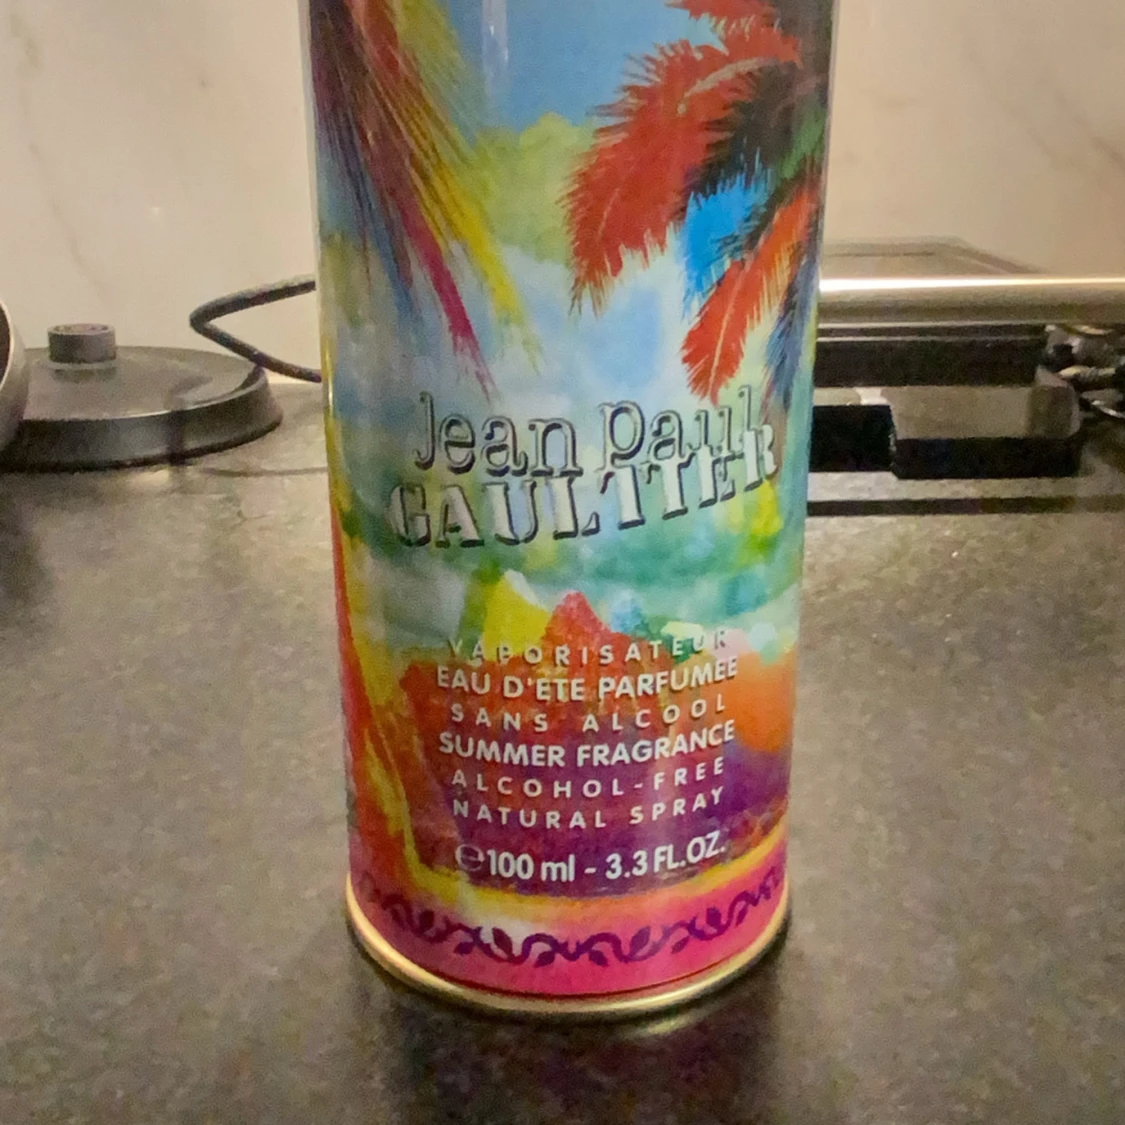 Jean Paul
GAULTIER
VAPORISATEUR
EAU D'ETE PARFUMÉE
SANS ALCOOL
SUMMER FRAGRANCE
ALCOHOL-FREE
NATURAL SPRAY
℮100 ml - 3.3 FL.OZ.